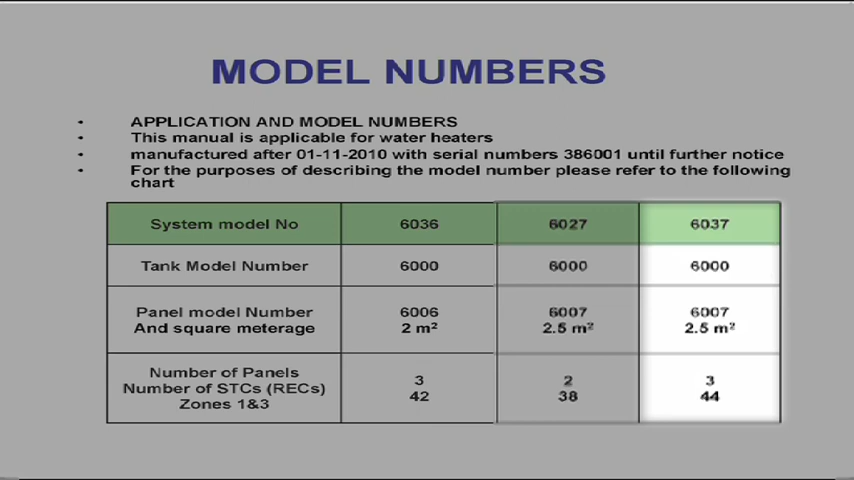 MODEL NUMBERS
• APPLICATION AND MODEL NUMBERS
• This manual is applicable for water heaters
• manufactured after 01-11-2010 with serial numbers 386001 until further notice
• For the purposes of describing the model number please refer to the following
chart
System model No 6036 6027 6037
Tank Model Number 6000 6000 6000
Panel model Number 6006 6007 6007
And square meterage 2 m² 2.5 m² 2.5 m²
Number of Panels 3 2 3
Number of STCs (RECs) 42 38 44
Zones 1&3